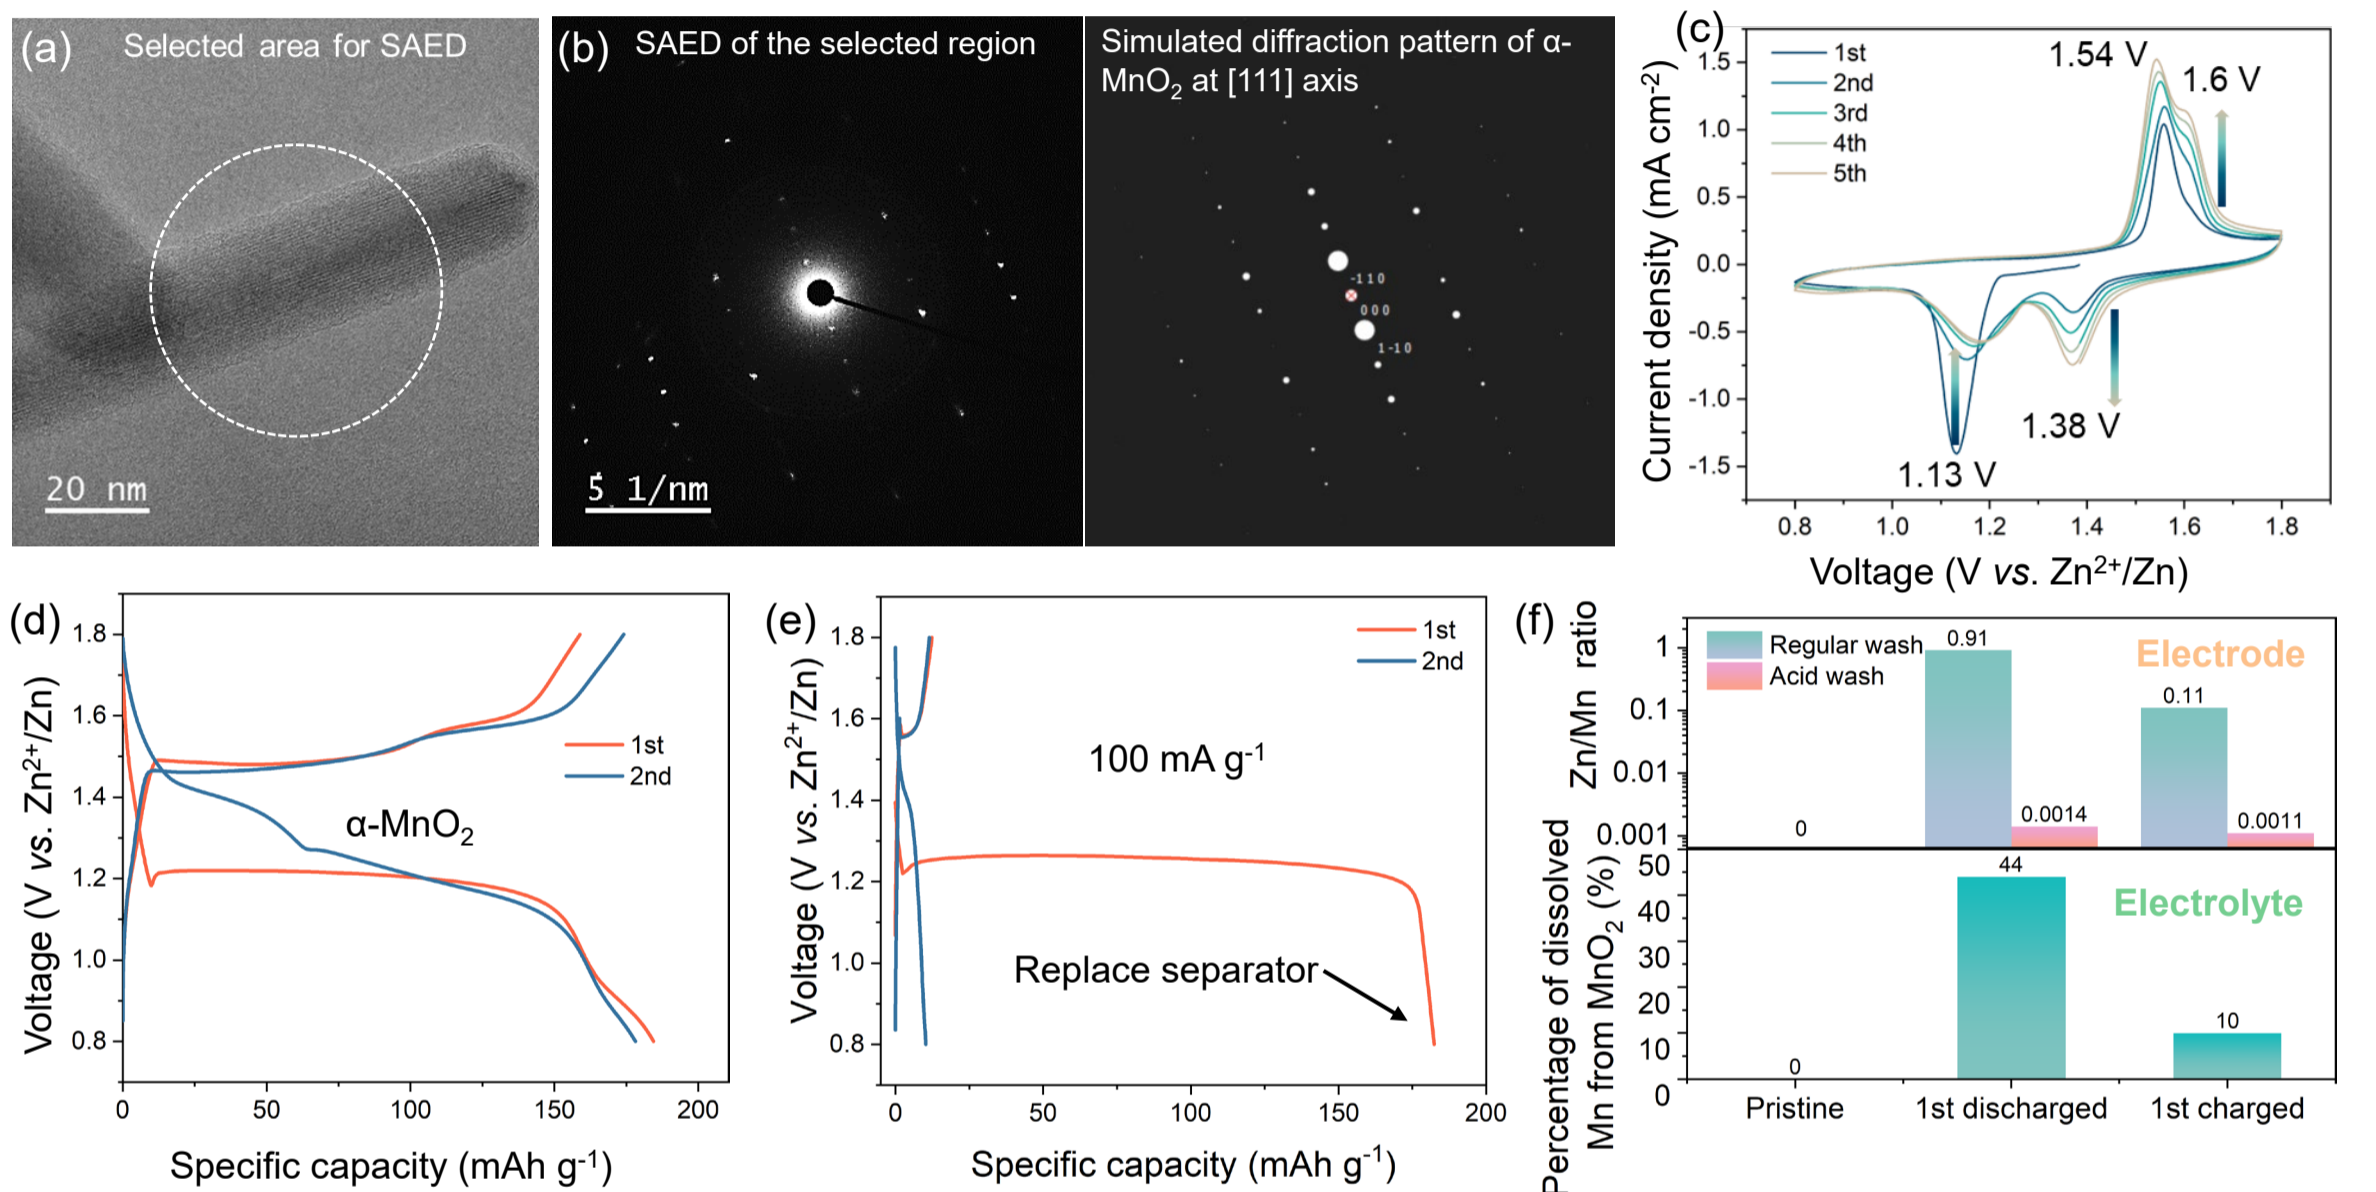 (a) Selected area for SAED
20 nm
(b) SAED of the selected region
5 1/nm
Simulated diffraction pattern of α-
MnO₂ at [111] axis
-110
000
1-10
(c)
1st
2nd
3rd
4th
5th
1.54 V
1.6 V
1.38 V
1.13 V
1.5
1.0
0.5
0.0
-0.5
-1.0
-1.5
Current density (mA cm⁻²)
0.8 1.0 1.2 1.4 1.6 1.8
Voltage (V vs. Zn²⁺/Zn)
(d)
1.8
1.6
1.4
1.2
1.0
0.8
Voltage (V vs. Zn²⁺/Zn)
1st
2nd
α-MnO₂
0 50 100 150 200
Specific capacity (mAh g⁻¹)
(e)
1.8
1.6
1.4
1.2
1.0
0.8
Voltage (V vs. Zn²⁺/Zn)
1st
2nd
100 mA g⁻¹
Replace separator
0 50 100 150 200
Specific capacity (mAh g⁻¹)
(f)
Zn/Mn ratio
1
0.1
0.01
0.001
Regular wash
Acid wash
Electrode
0
0.91
0.0014
0.11
0.0011
Percentage of dissolved
Mn from MnO₂ (%)
50
40
30
20
10
0
Electrolyte
0
44
10
Pristine 1st discharged 1st charged